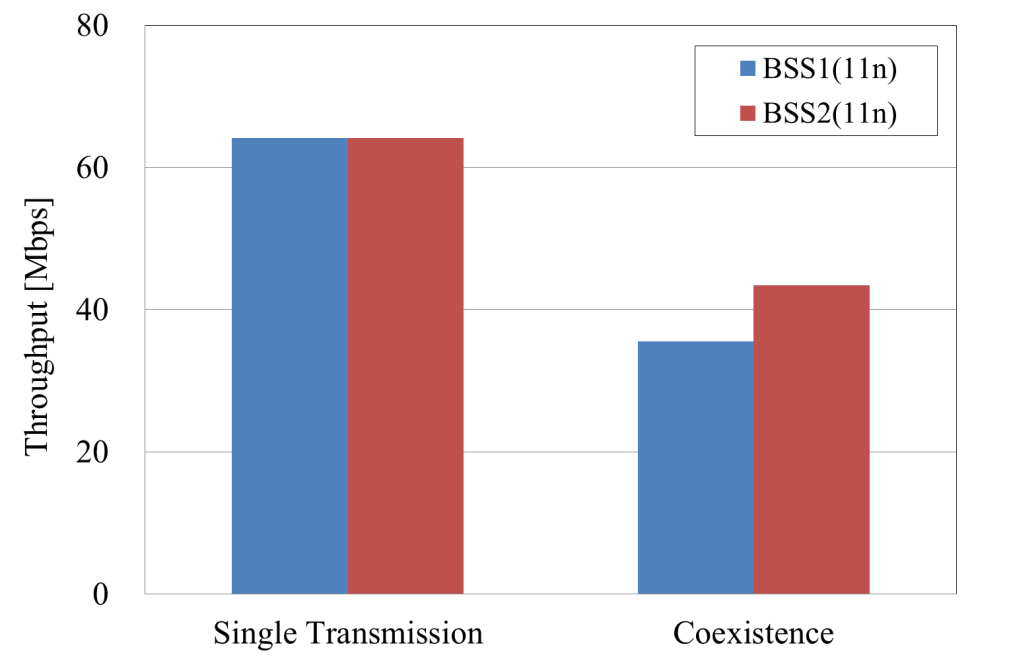 80
60
40
20
0
Throughput [Mbps]
BSS1(11n)
BSS2(11n)
Single Transmission
Coexistence